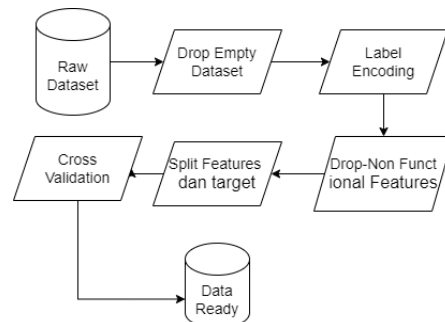 Raw
Dataset
Drop Empty
Dataset
Label
Encoding
Cross
Validation
Split Features
dan target
Drop-Non Funct
ional Features
Data
Ready